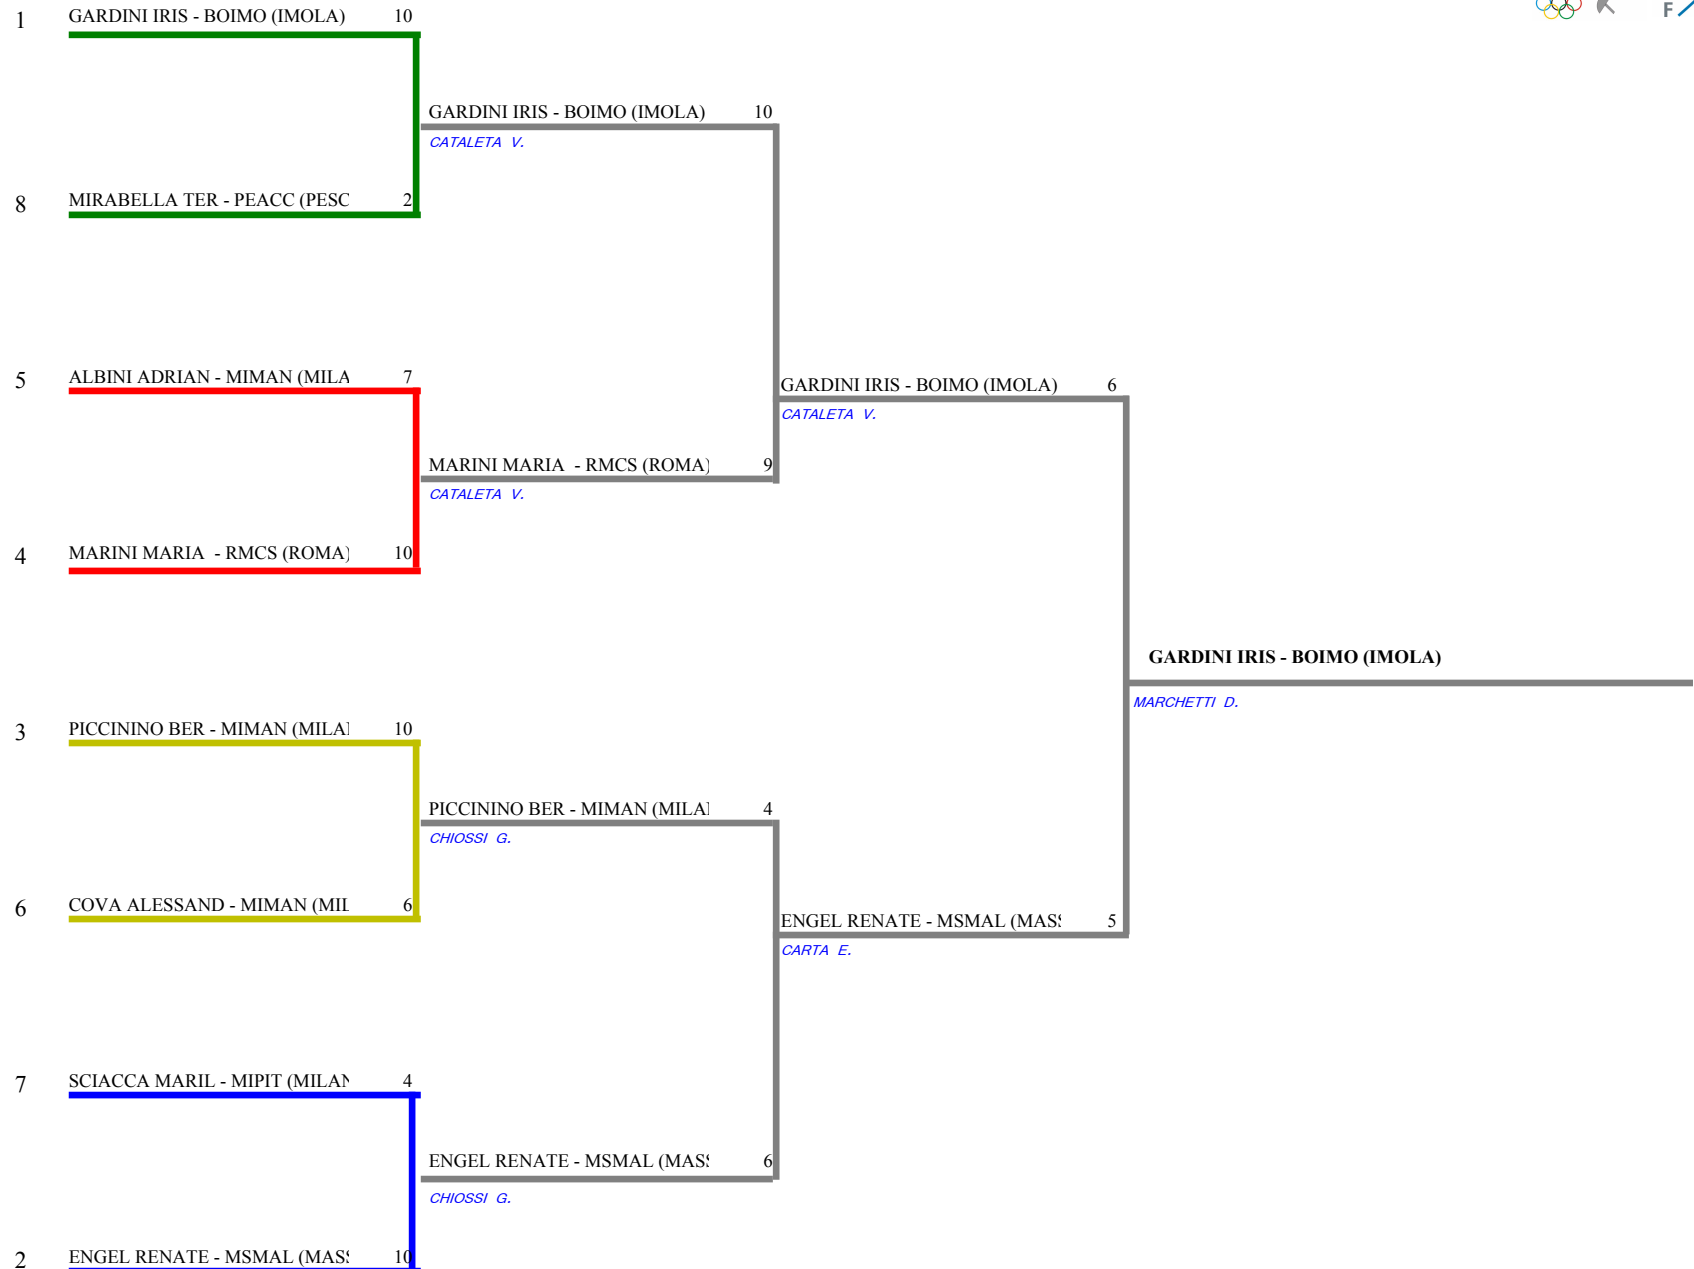 1 GARDINI IRIS - BOIMO (IMOLA) 10
F
GARDINI IRIS - BOIMO (IMOLA) 10
CATALETA V.
8 MIRABELLA TER - PEACC (PESC 2
5 ALBINI ADRIAN - MIMAN (MILA 7
GARDINI IRIS - BOIMO (IMOLA) 6
CATALETA V.
MARINI MARIA - RMCS (ROMA) 9
CATALETA V.
4 MARINI MARIA - RMCS (ROMA) 10
GARDINI IRIS - BOIMO (IMOLA)
MARCHETTI D.
3 PICCININO BER - MIMAN (MILA 10
PICCININO BER - MIMAN (MILA 4
CHIOSSI G.
6 COVA ALESSAND - MIMAN (MIL 6
ENGEL RENATE - MSMAL (MAS 5
CARTA E.
7 SCIACCA MARIL - MIPIT (MILAN 4
ENGEL RENATE - MSMAL (MAS 6
CHIOSSI G.
2 ENGEL RENATE - MSMAL (MAS 10